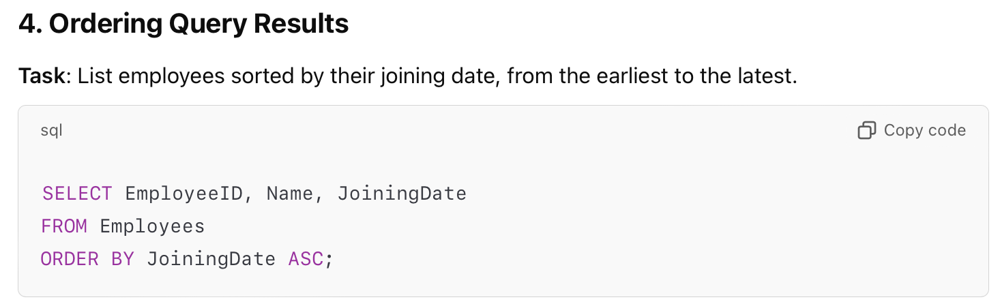 4. Ordering Query Results
Task: List employees sorted by their joining date, from the earliest to the latest.
sql
Copy code
SELECT EmployeeID, Name, JoiningDate
FROM Employees
ORDER BY JoiningDate ASC;